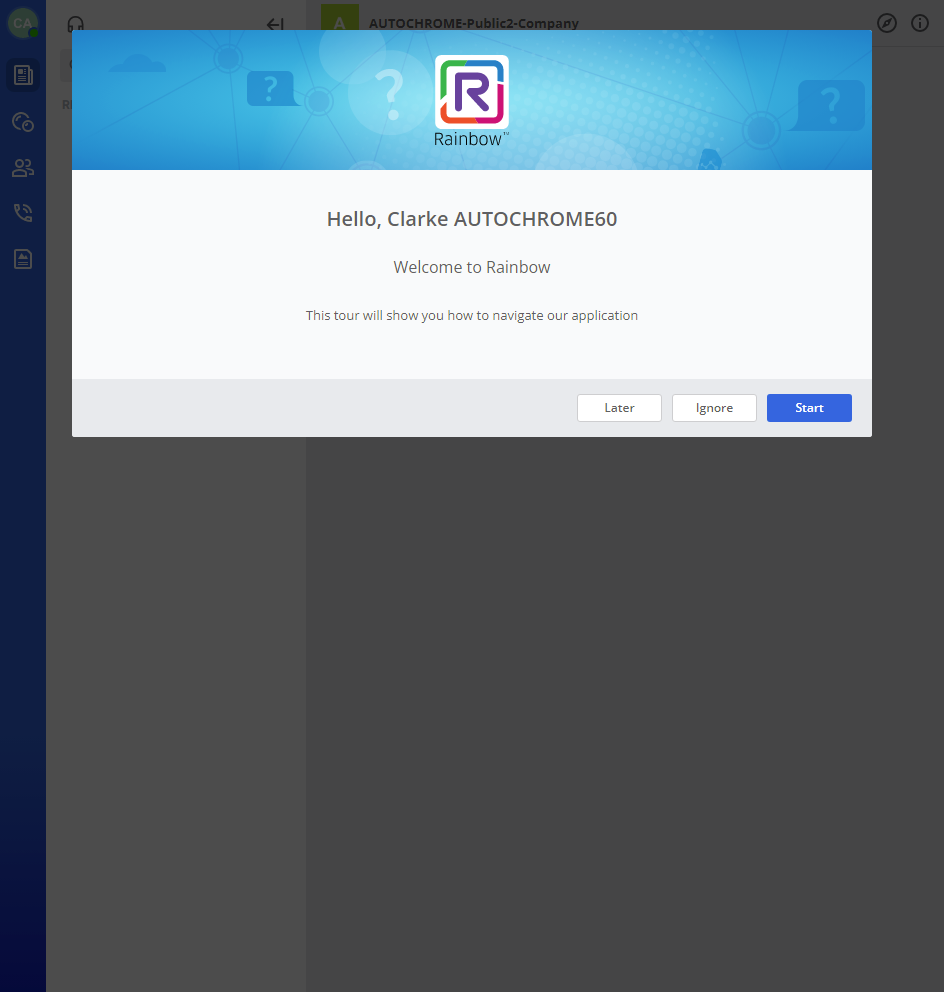 CA
A AUTOCHROME-Public2-Company
? ? ?
R
Rainbow™
Hello, Clarke AUTOCHROME60
Welcome to Rainbow
This tour will show you how to navigate our application
Later Ignore Start